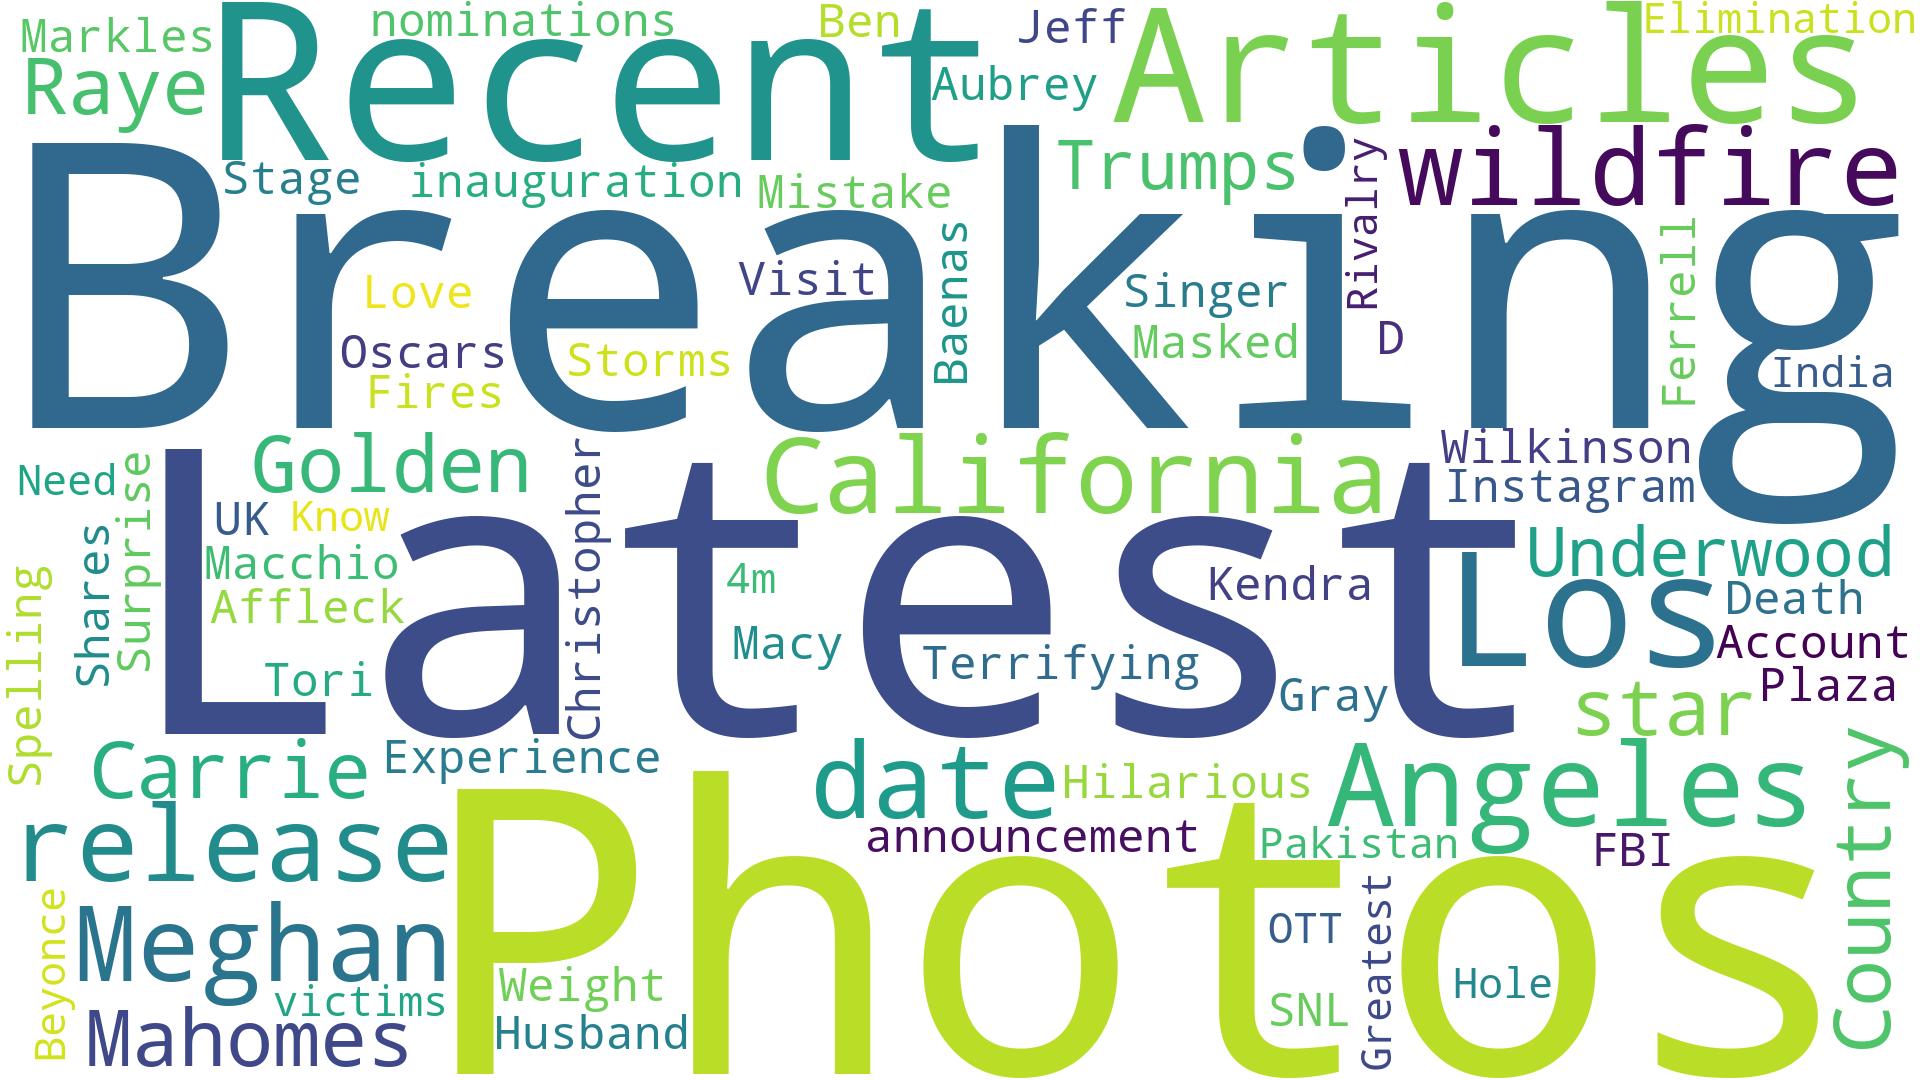 Markles
nominations
Ben
Jeff
Elimination
Raye
Recent
Aubrey
Articles
Stage
inauguration
Mistake
Trumps
Rivalry
wildfire
Breaking
Love
Visit
Baenas
Singer
Ferrell
Oscars
Storms
Masked
D
India
Fires
Golden
Christopher
California
Wilkinson
Instagram
Need
Surprise
UK
Know
Shares
Latest
Macchio
Affleck
4m
Kendra
Underwood
Los
Death
Spelling
Tori
Macy
Terrifying
Gray
Account
Plaza
star
Carrie
Experience
date
Hilarious
Angeles
Country
release
announcement
Pakistan
FBI
Photos
Beyonce
Meghan
OTT
Greatest
Hole
victims
Weight
SNL
Mahomes
Husband